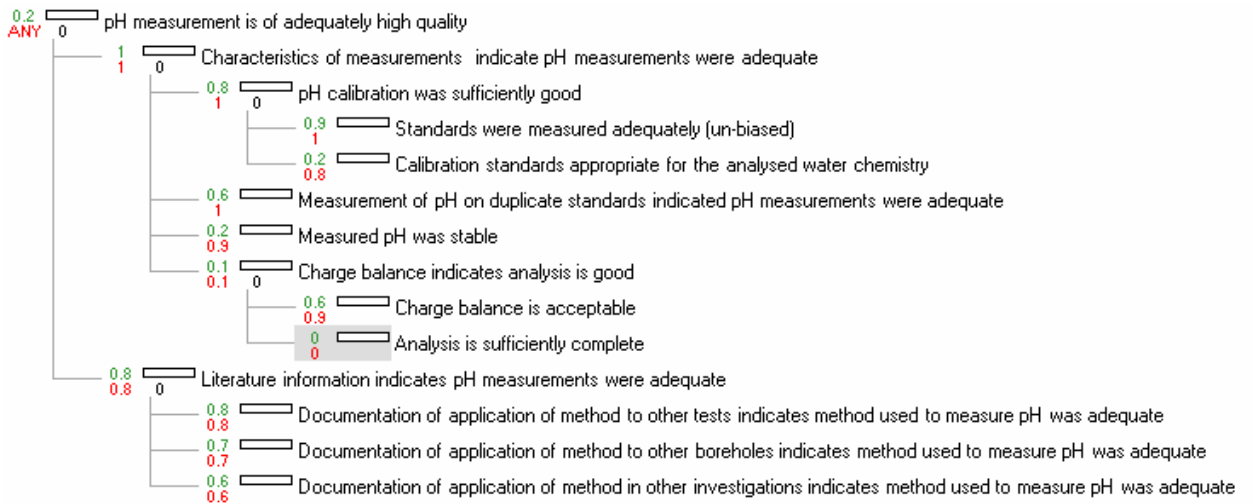 0.2 pH measurement is of adequately high quality
ANY 0
1 Characteristics of measurements indicate pH measurements were adequate
1 0
0.8 pH calibration was sufficiently good
1 0
0.9 Standards were measured adequately (un-biased)
1
0.2 Calibration standards appropriate for the analysed water chemistry
0.8
0.6 Measurement of pH on duplicate standards indicated pH measurements were adequate
1
0.2 Measured pH was stable
0.9
0.1 Charge balance indicates analysis is good
0.1 0
0.6 Charge balance is acceptable
0.9
0 Analysis is sufficiently complete
0
0.8 Literature information indicates pH measurements were adequate
0.8 0
0.8 Documentation of application of method to other tests indicates method used to measure pH was adequate
0.8
0.7 Documentation of application of method to other boreholes indicates method used to measure pH was adequate
0.7
0.6 Documentation of application of method in other investigations indicates method used to measure pH was adequate
0.6